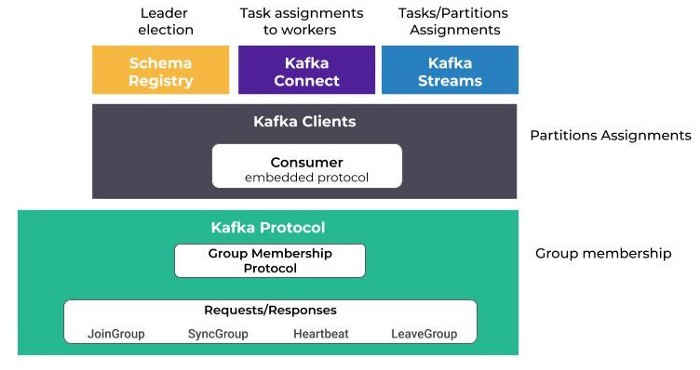 Leader
election
Task assignments
to workers
Tasks/Partitions
Assignments
Schema
Registry
Kafka
Connect
Kafka
Streams
Kafka Clients
Consumer
embedded protocol
Partitions Assignments
Kafka Protocol
Group Membership
Protocol
Group membership
Requests/Responses
JoinGroup SyncGroup Heartbeat LeaveGroup